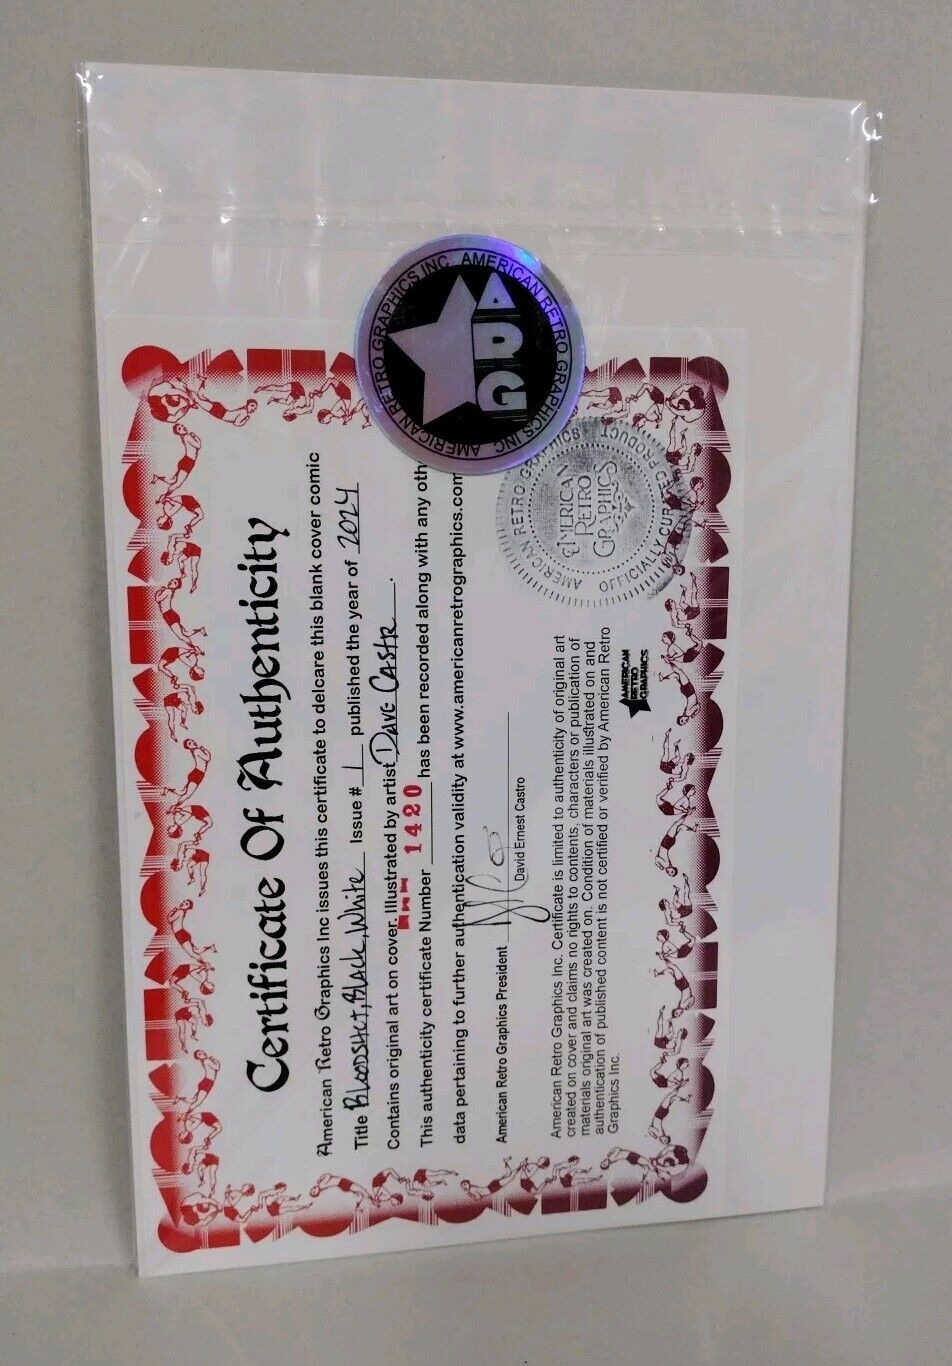 AMERICAN RETRO GRAPHICS INC. AMERICAN RETRO GRAPHICS INC.
ARG
Certificate Of Authenticity
American Retro Graphics Inc issues this certificate to delcare this blank cover comic
Title Bloodshot, Black, White Issue # 1 published the year of 2024
Contains original art on cover. Illustrated by artist Dave Castr.
This authenticity certificate Number 1420 has been recorded along with any oth
data pertaining to further authentication validity at www.americanretrographics.com
American Retro Graphics President
David Ernest Castro
AMERICAN RETRO GRAPHICS
AMERICAN RETRO GRAPHICS
OFFICIALLY PRODUCT
American Retro Graphics Inc. Certificate is limited to authenticity of original art
created on cover and claims no rights to contents, characters or publication of
materials original art was created on. Condition of materials illustrated on and
authentication of published content is not certified or verified by American Retro
Graphics Inc.
AMERICAN
RETRO
GRAPHICS